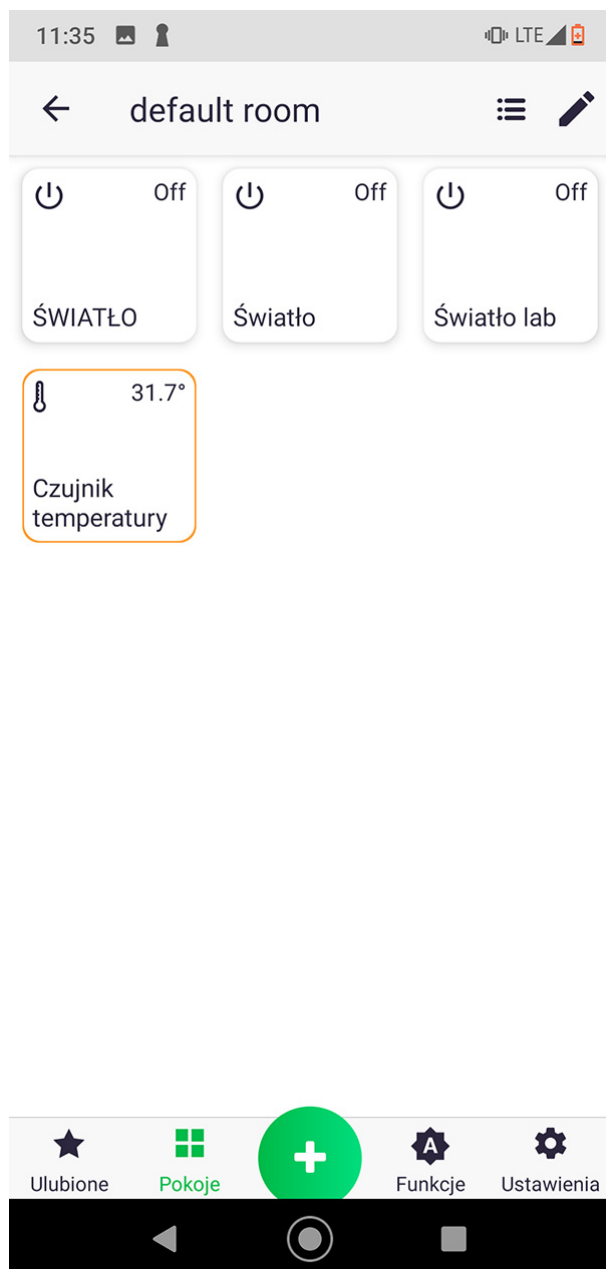 11:35 LTE
default room
Off Off Off
ŚWIATŁO Światło Światło lab
31.7°
Czujnik
temperatury
A
Ulubione Pokoje Funkcje Ustawienia